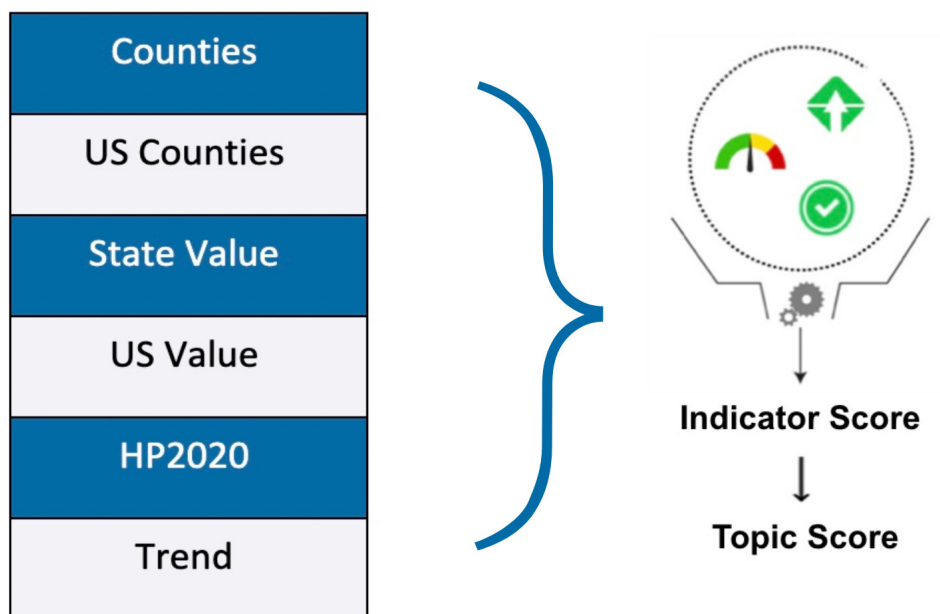 Counties
US Counties
State Value
US Value
HP2020
Trend
Indicator Score
Topic Score